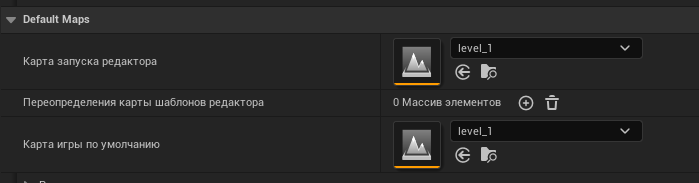 Default Maps
Карта запуска редактора
level_1
Переопределения карты шаблонов редактора
0 Массив элементов
Карта игры по умолчанию
level_1